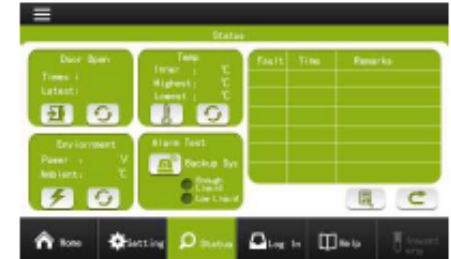 Status
Door Open
Times :
Latest:
Temp
Inner : ℃
Highest: ℃
Lowest : ℃
Fault Time Remarks
Enviornment
Power : V
Ambient: ℃
Alarm Test
Backup Sys
Enough
Liquid
Low Liquid
Home
Setting
Status
Log In
Help